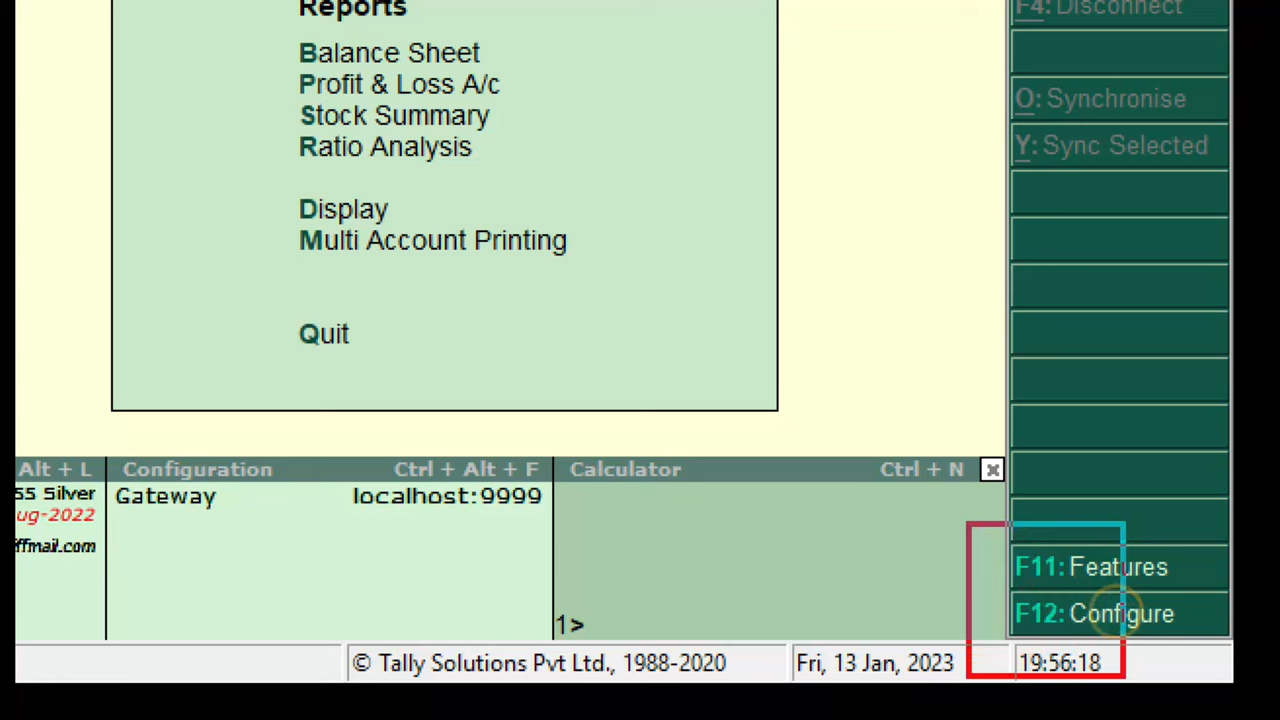 Reports
Balance Sheet
Profit & Loss A/c
Stock Summary
Ratio Analysis
Display
Multi Account Printing
Quit
F4: Disconnect
O: Synchronise
Y: Sync Selected
F11: Features
F12: Configure
Alt + L
Configuration Ctrl + Alt + F
Calculator Ctrl + N
Silver
Gateway localhost:9999
ug-2022
ffmail.com
1>
© Tally Solutions Pvt Ltd., 1988-2020
Fri, 13 Jan, 2023
19:56:18